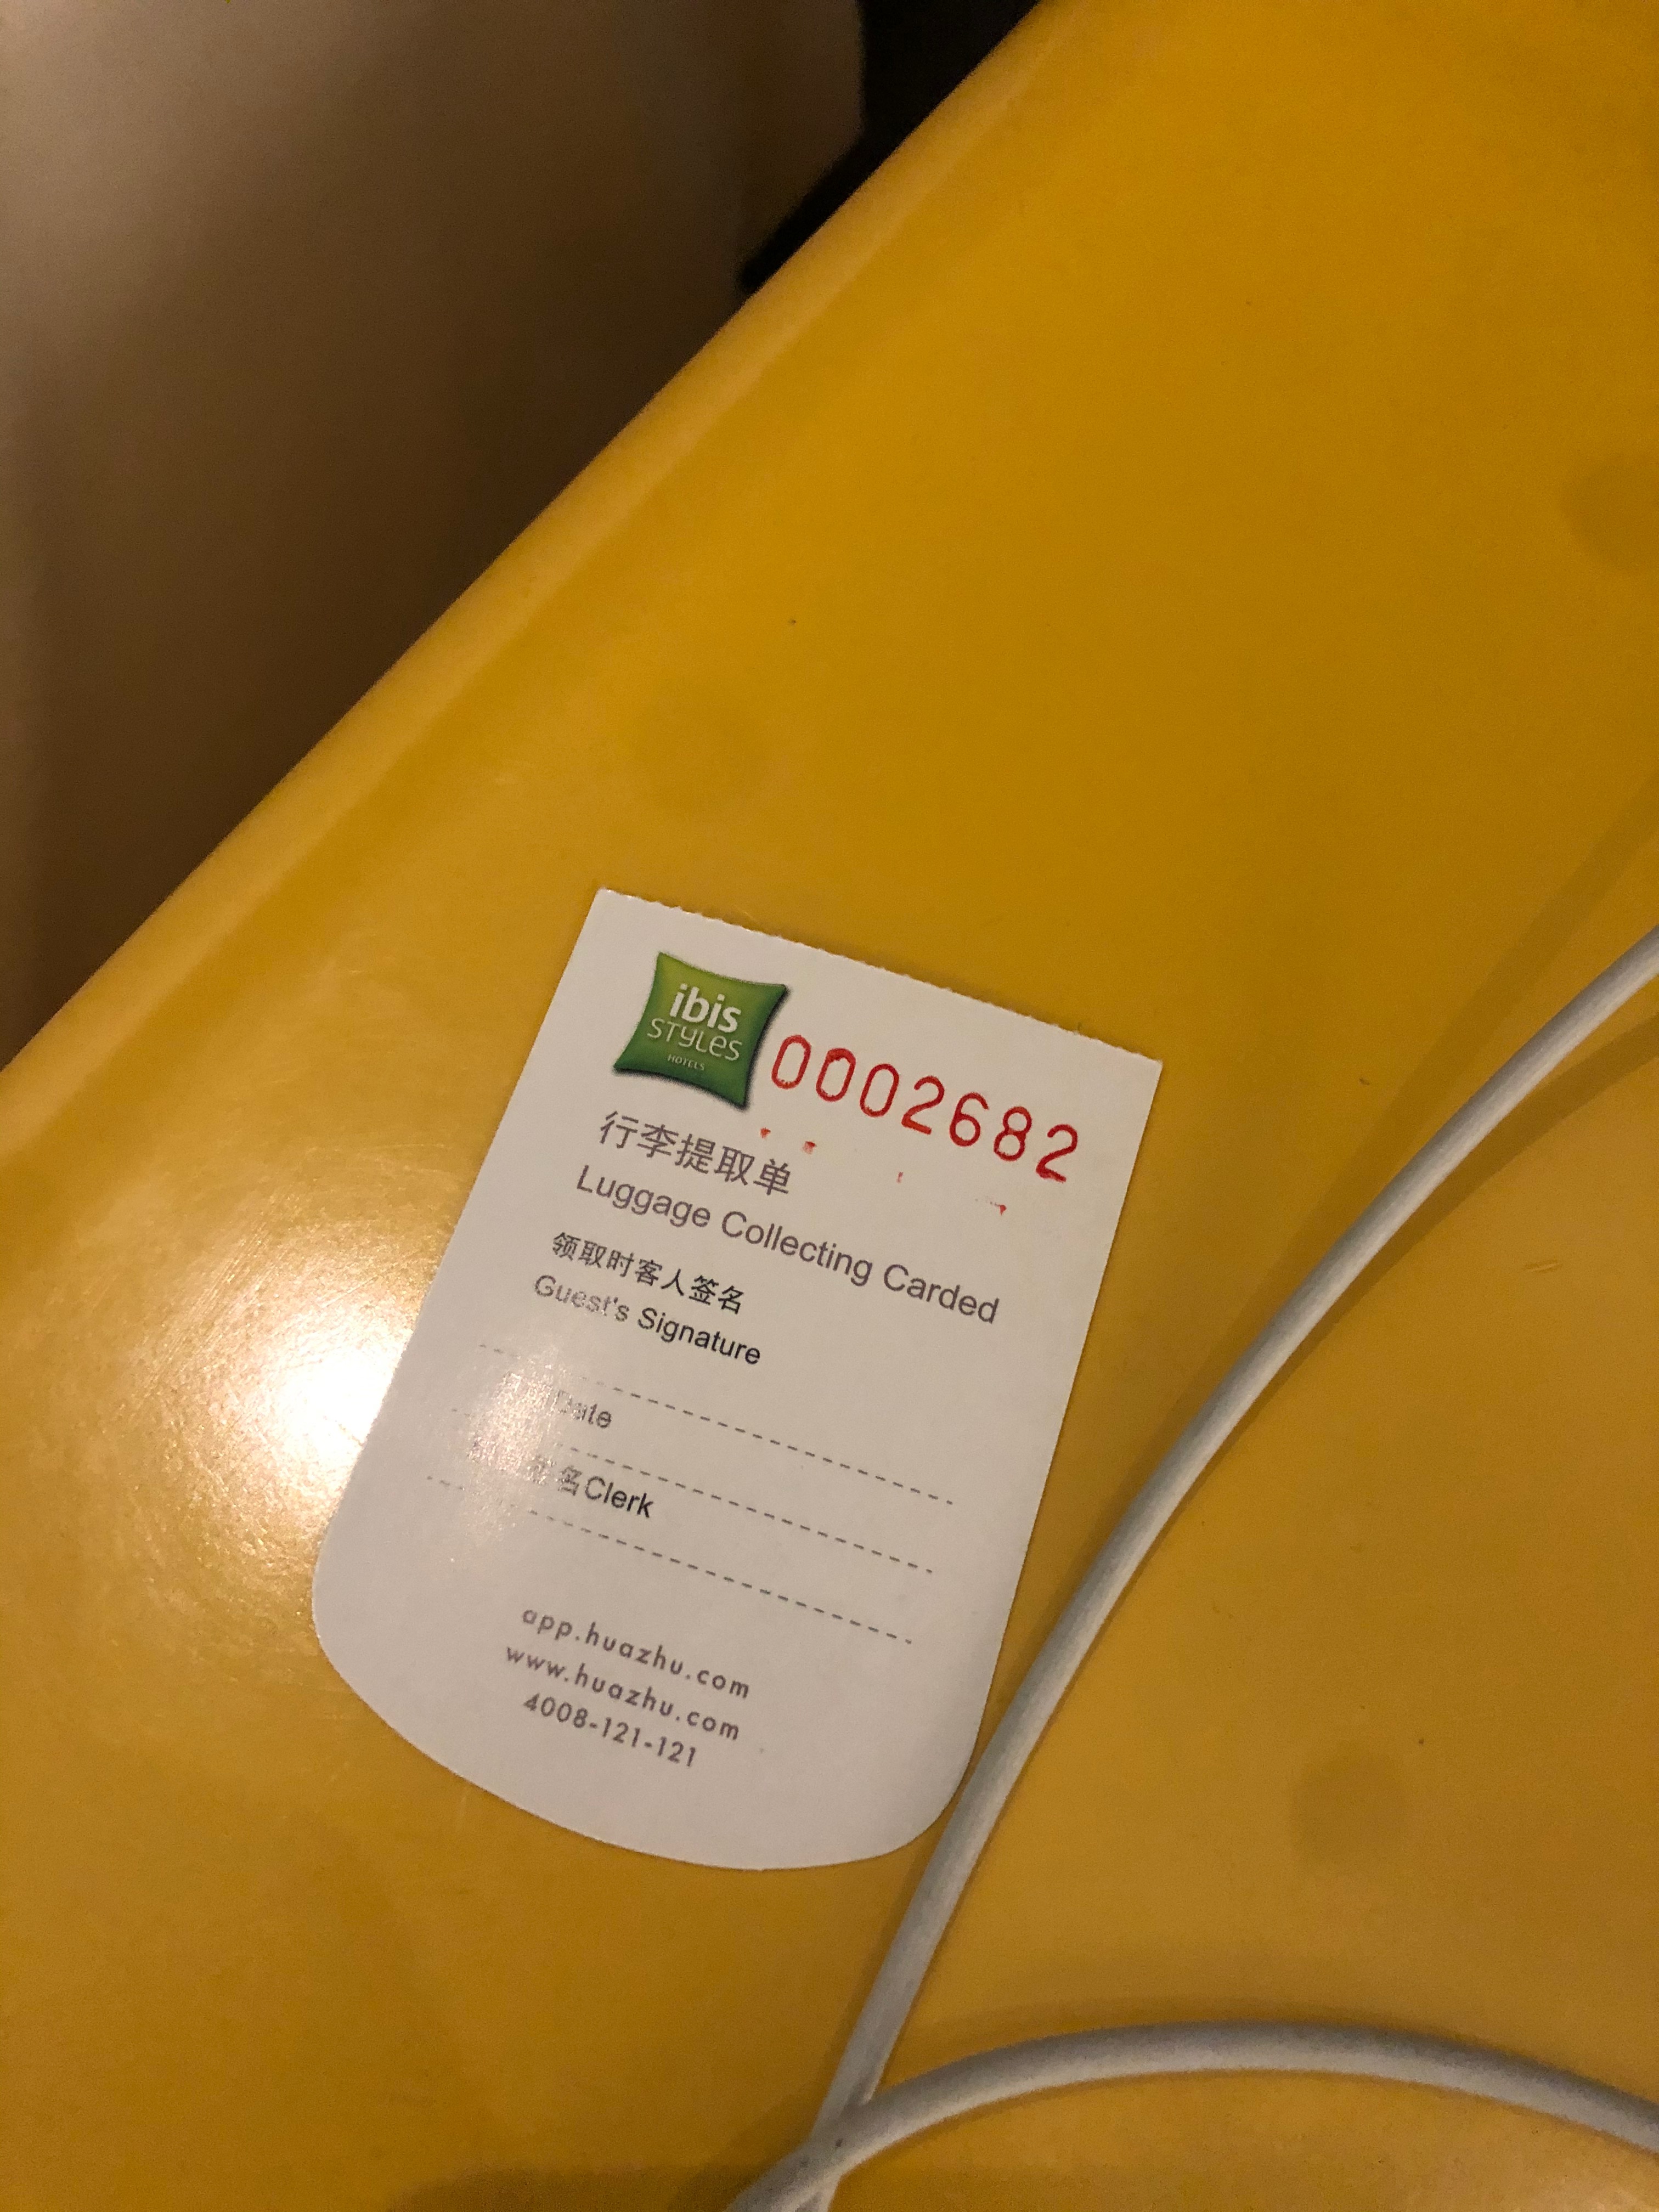 ibis
STYLES
HOTELS
0002682
行李提取单
Luggage Collecting Carded
领取时客人签名
Guest's Signature
Date
签名Clerk
app.huazhu.com
www.huazhu.com
4008-121-121